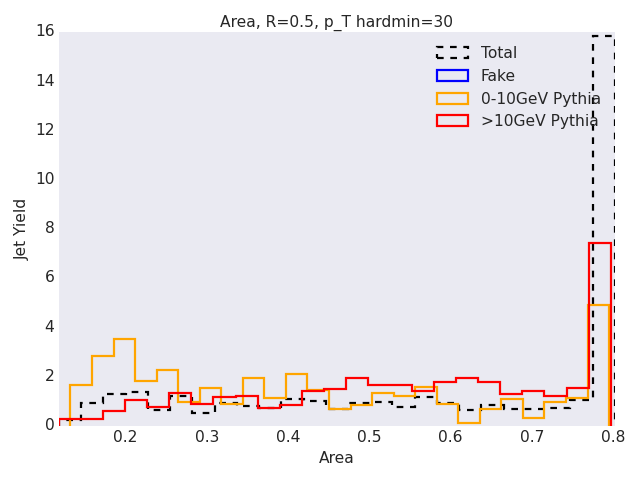 Area, R=0.5, p_T hardmin=30
Jet Yield
16
14
12
10
8
6
4
2
0
Total
Fake
0-10GeV Pythia
>10GeV Pythia
0.2 0.3 0.4 0.5 0.6 0.7 0.8
Area